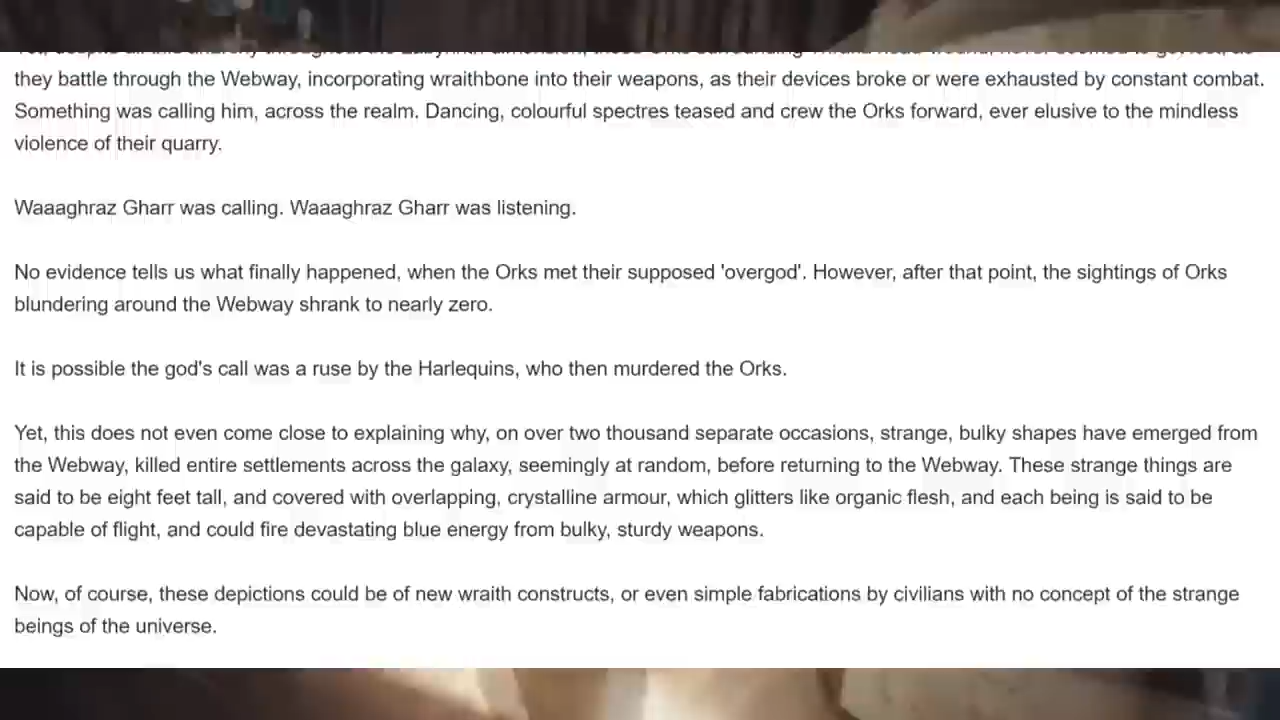 they battle through the Webway, incorporating wraithbone into their weapons, as their devices broke or were exhausted by constant combat.
Something was calling him, across the realm. Dancing, colourful spectres teased and crew the Orks forward, ever elusive to the mindless
violence of their quarry.
Waaaghraz Gharr was calling. Waaaghraz Gharr was listening.
No evidence tells us what finally happened, when the Orks met their supposed 'overgod'. However, after that point, the sightings of Orks
blundering around the Webway shrank to nearly zero.
It is possible the god's call was a ruse by the Harlequins, who then murdered the Orks.
Yet, this does not even come close to explaining why, on over two thousand separate occasions, strange, bulky shapes have emerged from
the Webway, killed entire settlements across the galaxy, seemingly at random, before returning to the Webway. These strange things are
said to be eight feet tall, and covered with overlapping, crystalline armour, which glitters like organic flesh, and each being is said to be
capable of flight, and could fire devastating blue energy from bulky, sturdy weapons.
Now, of course, these depictions could be of new wraith constructs, or even simple fabrications by civilians with no concept of the strange
beings of the universe.